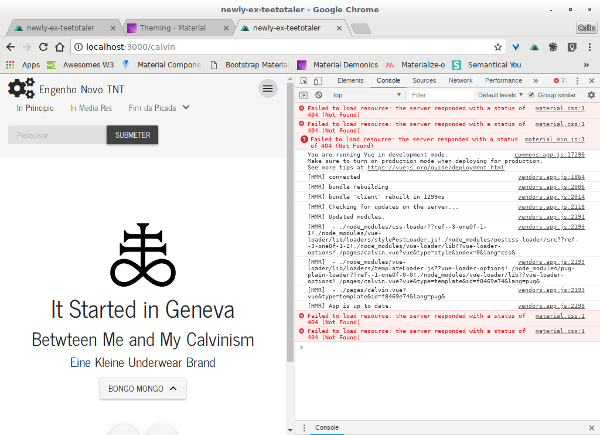 newly-ex-teetotaler - Google Chrome
newly-ex-teetotaler
Theming · Material
newly-ex-teetotaler
localhost:3000/calvin
Apps
Awesomes W3
Material Compone
Bootstrap Material
Material Demonics
Materialize-o
Semantical You
»
Engenho Novo TNT
In Principio In Media Res Fim da Picada
Pesquisar SUBMETER
It Started in Geneva
Betwteen Me and My Calvinism
Eine Kleine Underwear Brand
BONGO MONGO
Elements Console Sources Network Performance » 7
top Filter Default levels Group similar
Failed to load resource: the server responded with a status of material.css:1
404 (Not Found)
Failed to load resource: the server responded with a status of material.css:1
404 (Not Found)
Failed to load resource: the server responded with a status material.min.js:1
of 404 (Not Found)
You are running Vue in development mode. commons.app.js:17290
Make sure to turn on production mode when deploying for production.
See more tips at https://vuejs.org/guide/deployment.html
[HMR] connected vendors.app.js:1864
[HMR] bundle rebuilding vendors.app.js:2006
[HMR] bundle 'client' rebuilt in 1299ms vendors.app.js:2014
[HMR] Checking for updates on the server... vendors.app.js:2118
[HMR] Updated modules: vendors.app.js:2191
[HMR] - ./node_modules/css-loader??ref--3-oneOf-1- vendors.app.js:2193
1!./node_modules/vue-
loader/lib/loaders/stylePostLoader.js!./node_modules/postcss-loader/src??ref
--3-oneOf-1-2!./node_modules/vue-loader/lib??vue-loader-
options!./pages/calvin.vue?vue&type=style&index=0&lang=css&
[HMR] - ./node_modules/vue- vendors.app.js:2193
loader/lib/loaders/templateLoader.js??vue-loader-options!./node_modules/pug-
plain-loader??ref--1-oneOf-0-0!./node_modules/vue-loader/lib??vue-loader-
options!./pages/calvin.vue?vue&type=template&id=f8469e74&lang=pug&
[HMR] - ./pages/calvin.vue? vendors.app.js:2193
vue&type=template&id=f8469e74&lang=pug&
[HMR] App is up to date. vendors.app.js:2198
Failed to load resource: the server responded with a status of material.css:1
404 (Not Found)
Failed to load resource: the server responded with a status of material.css:1
404 (Not Found)
Console